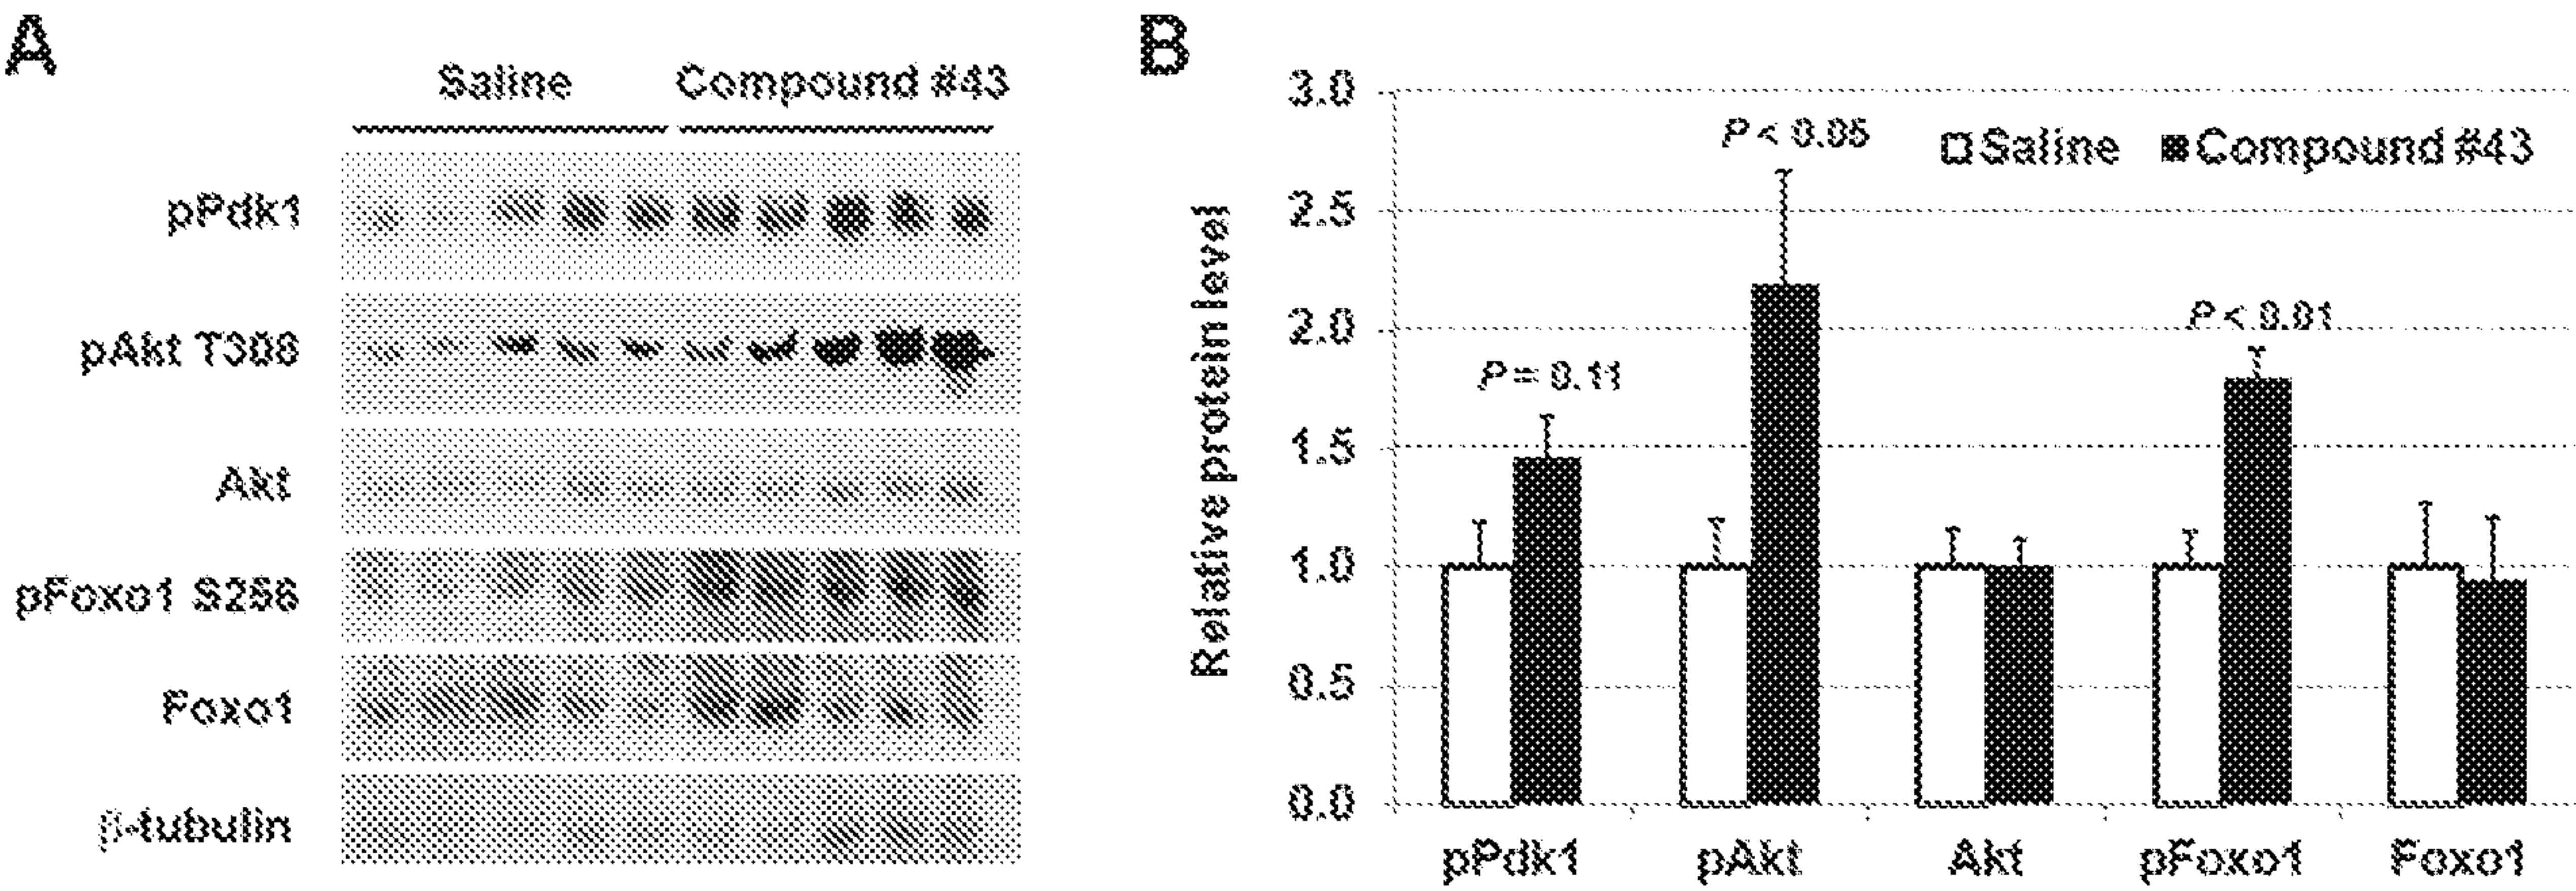 A
Saline Compound #43
pPdk1
pAkt T308
Akt
pFoxo1 S256
Foxo1
β-tubulin
B
Relative protein level
3.0
2.5
2.0
1.5
1.0
0.5
0.0
P < 0.05
Saline Compound #43
P < 0.01
P = 0.11
pPdk1 pAkt Akt pFoxo1 Foxo1